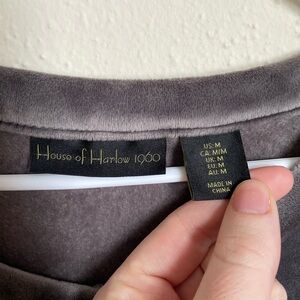 House of Harlow 1960
US: M
CA: M/M
UK: M
EU: M
AU: M
MADE IN
CHINA